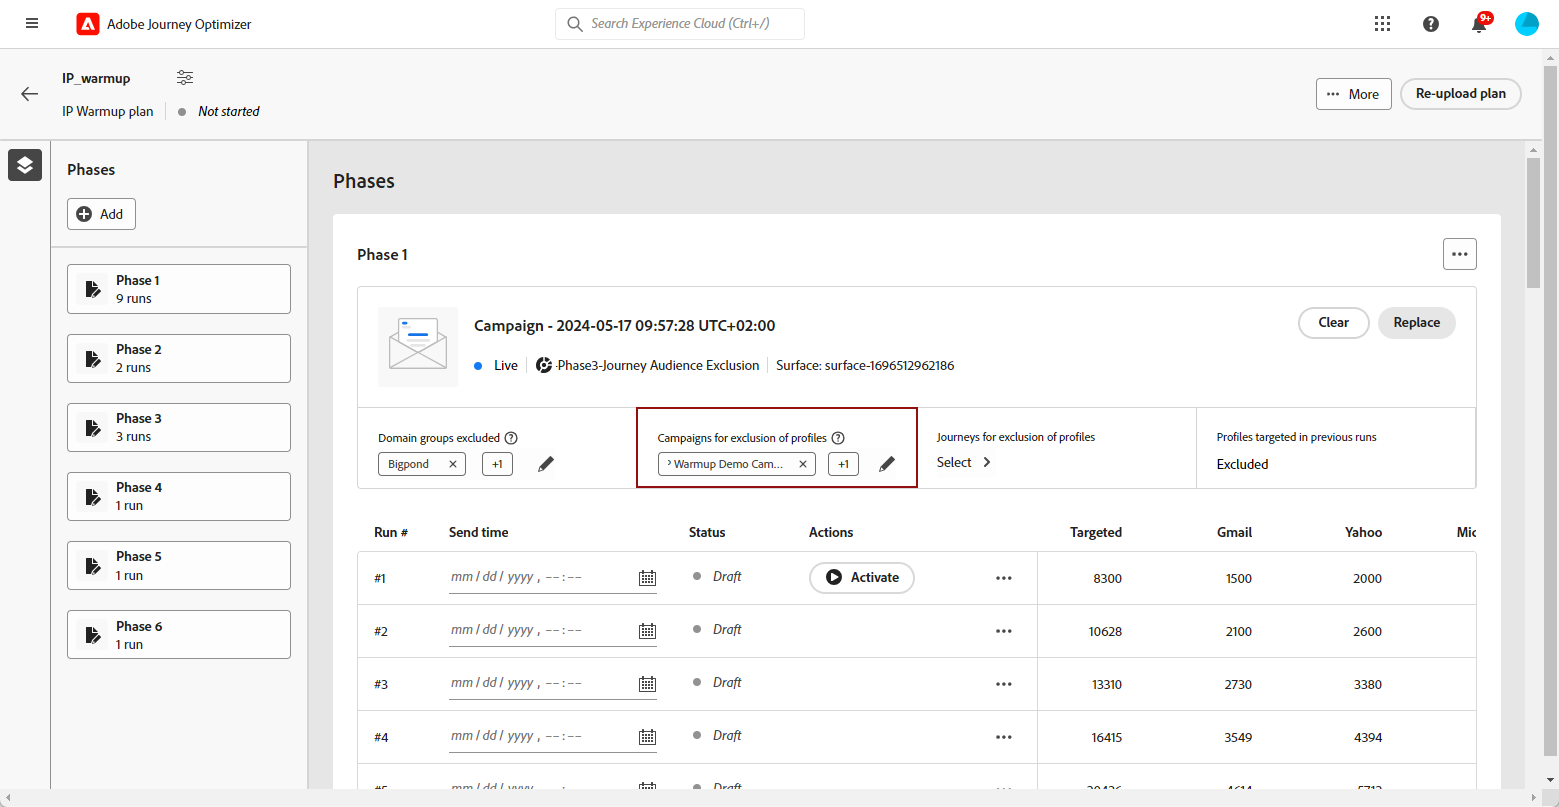 Adobe Journey Optimizer
Search Experience Cloud (Ctrl+/)
9+
IP_warmup
IP Warmup plan
Not started
More
Re-upload plan
Phases
Add
Phase 1
9 runs
Phase 2
2 runs
Phase 3
3 runs
Phase 4
1 run
Phase 5
1 run
Phase 6
1 run
Phases
Phase 1
Campaign - 2024-05-17 09:57:28 UTC+02:00
Clear
Replace
Live
Phase3-Journey Audience Exclusion
Surface: surface-1696512962186
Domain groups excluded
Bigpond
+1
Campaigns for exclusion of profiles
Warmup Demo Cam...
+1
Journeys for exclusion of profiles
Select
Profiles targeted in previous runs
Excluded
Run # Send time Status Actions Targeted Gmail Yahoo Mic
#1 mm / dd / yyyy , -- : -- Draft Activate 8300 1500 2000
#2 mm / dd / yyyy , -- : -- Draft 10628 2100 2600
#3 mm / dd / yyyy , -- : -- Draft 13310 2730 3380
#4 mm / dd / yyyy , -- : -- Draft 16415 3549 4394